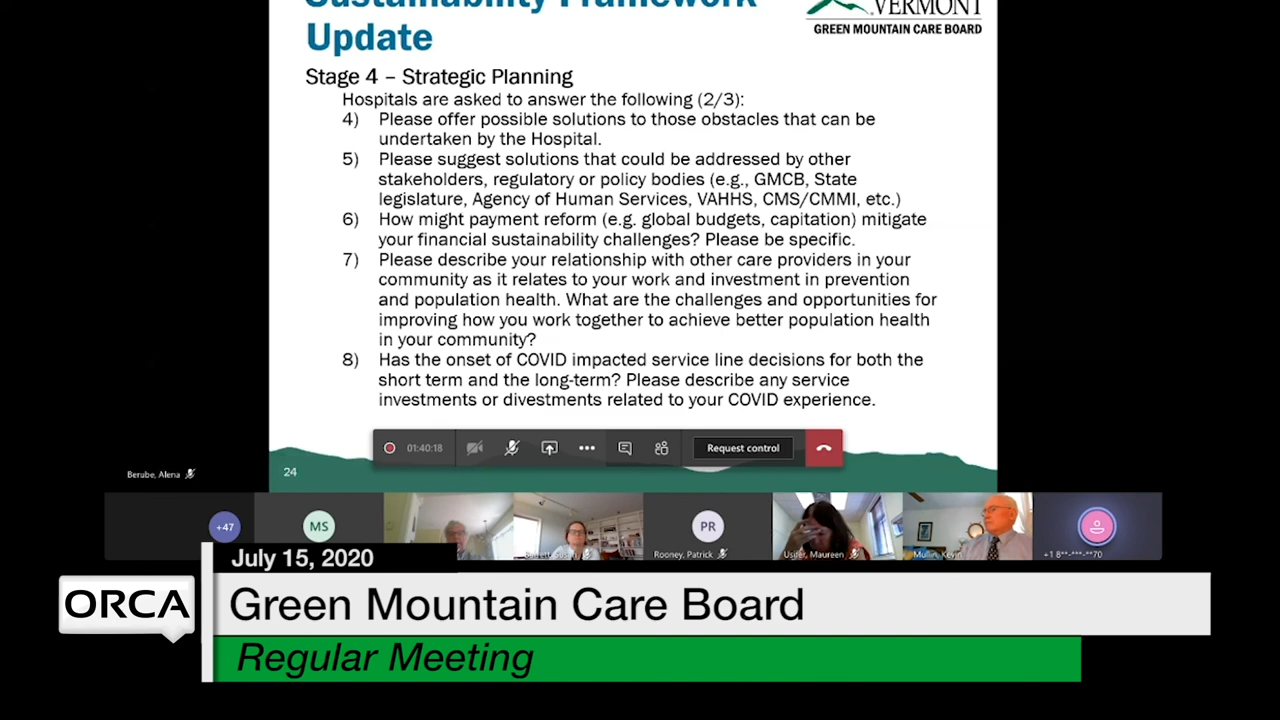 Sustainability Framework
Update
VERMONT
GREEN MOUNTAIN CARE BOARD
Stage 4 – Strategic Planning
Hospitals are asked to answer the following (2/3):
4) Please offer possible solutions to those obstacles that can be
undertaken by the Hospital.
5) Please suggest solutions that could be addressed by other
stakeholders, regulatory or policy bodies (e.g., GMCB, State
legislature, Agency of Human Services, VAHHS, CMS/CMMI, etc.)
6) How might payment reform (e.g. global budgets, capitation) mitigate
your financial sustainability challenges? Please be specific.
7) Please describe your relationship with other care providers in your
community as it relates to your work and investment in prevention
and population health. What are the challenges and opportunities for
improving how you work together to achieve better population health
in your community?
8) Has the onset of COVID impacted service line decisions for both the
short term and the long-term? Please describe any service
investments or divestments related to your COVID experience.
01:40:18
Request control
24
Berube, Alena
+47
MS
PR
Rooney, Patrick
Usifer, Maureen
Mullin, Kevin
+1 8**-***-**70
July 15, 2020
ORCA
Green Mountain Care Board
Regular Meeting